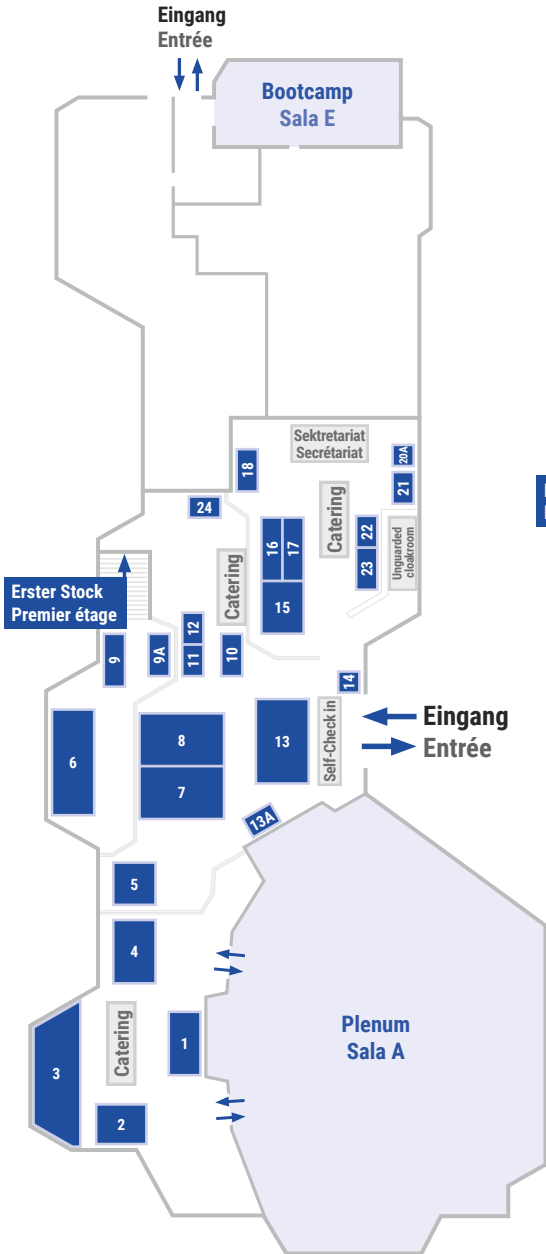 Eingang
Entrée
Bootcamp
Sala E
Sektretariat
Secrétariat
20A
18
21
24
Catering
22
16
17
23
Unguarded
cloakroom
Erster Stock
Premier étage
Catering
15
12
9
9A
11
10
14
Self-Check in
Eingang
Entrée
6
8
13
7
13A
5
4
Catering
1
3
2
Plenum
Sala A